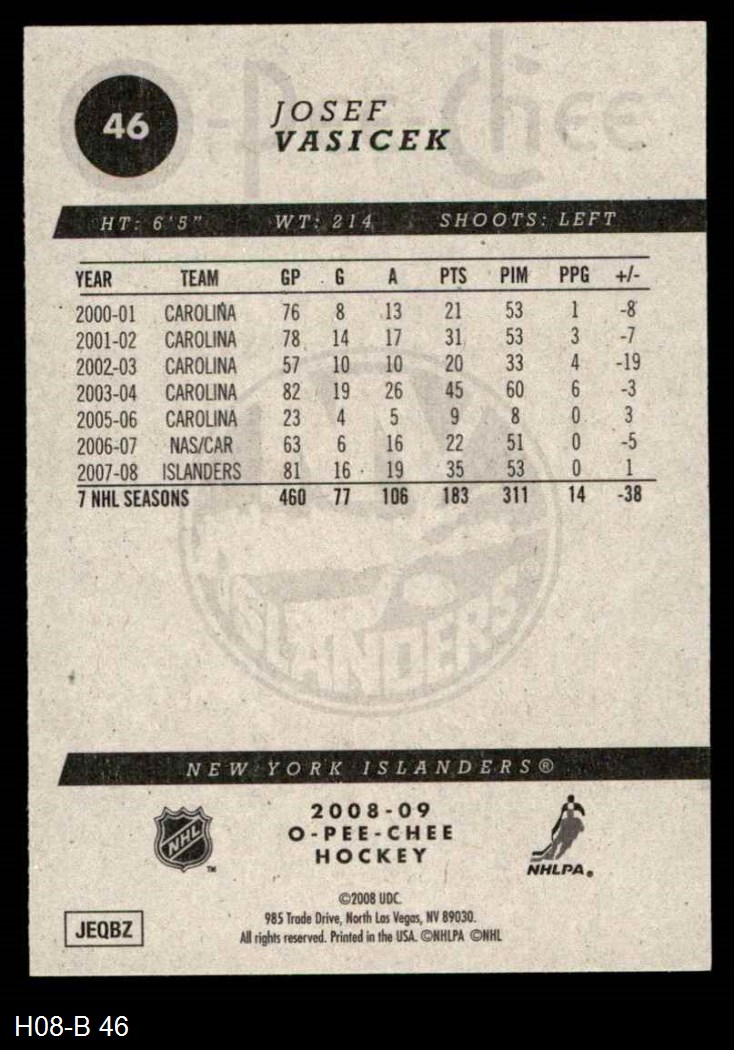 O-Pee-Chee
46
JOSEF
VASICEK
HT: 6'5" WT: 214 SHOOTS: LEFT
YEAR TEAM GP G A PTS PIM PPG +/-
2000-01 CAROLINA 76 8 13 21 53 1 -8
2001-02 CAROLINA 78 14 17 31 53 3 -7
2002-03 CAROLINA 57 10 10 20 33 4 -19
2003-04 CAROLINA 82 19 26 45 60 6 -3
2005-06 CAROLINA 23 4 5 9 8 0 3
2006-07 NAS/CAR 63 6 16 22 51 0 -5
2007-08 ISLANDERS 81 16 19 35 53 0 1
7 NHL SEASONS 460 77 106 183 311 14 -38
NY
ISLANDERS
NEW YORK ISLANDERS®
NHL
™
2008-09
O-PEE-CHEE
HOCKEY
NHLPA®
©2008 UDC.
985 Trade Drive, North Las Vegas, NV 89030.
All rights reserved. Printed in the USA. ©NHLPA ©NHL
JEQBZ
H08-B 46